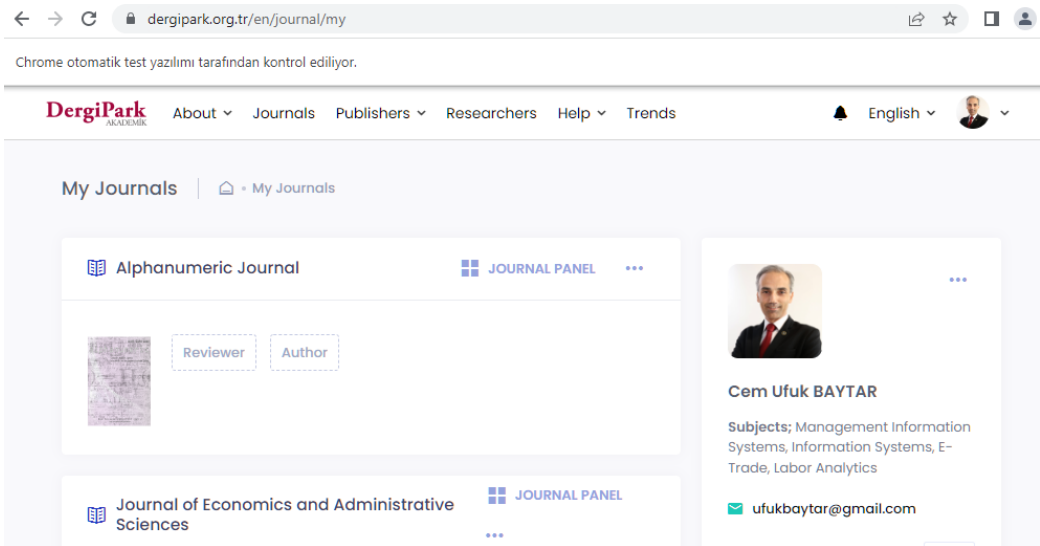 dergipark.org.tr/en/journal/my
Chrome otomatik test yazılımı tarafından kontrol ediliyor.
DergiPark
AKADEMİK
About
Journals
Publishers
Researchers
Help
Trends
English
My Journals
My Journals
Alphanumeric Journal
JOURNAL PANEL
Reviewer
Author
Journal of Economics and Administrative
Sciences
JOURNAL PANEL
Cem Ufuk BAYTAR
Subjects; Management Information
Systems, Information Systems, E-
Trade, Labor Analytics
ufukbaytar@gmail.com